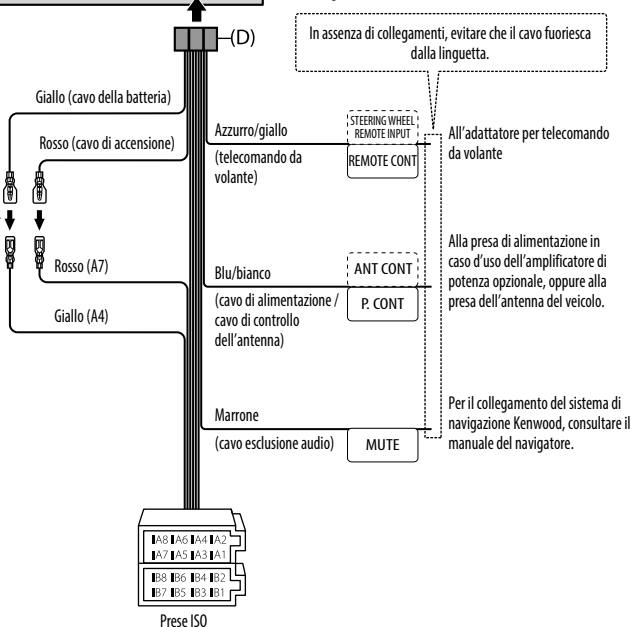 (D)
In assenza di collegamenti, evitare che il cavo fuoriesca
dalla linguetta.
Giallo (cavo della batteria)
Rosso (cavo di accensione)
Azzurro/giallo
(telecomando da
volante)
STEERING WHEEL
REMOTE INPUT
REMOTE CONT
All'adattatore per telecomando
da volante
Rosso (A7)
Giallo (A4)
Blu/bianco
(cavo di alimentazione /
cavo di controllo
dell'antenna)
ANT CONT
P. CONT
Alla presa di alimentazione in
caso d'uso dell'amplificatore di
potenza opzionale, oppure alla
presa dell'antenna del veicolo.
Marrone
(cavo esclusione audio)
MUTE
Per il collegamento del sistema di
navigazione Kenwood, consultare il
manuale del navigatore.
A8 A6 A4 A2
A7 A5 A3 A1
B8 B6 B4 B2
B7 B5 B3 B1
Prese ISO